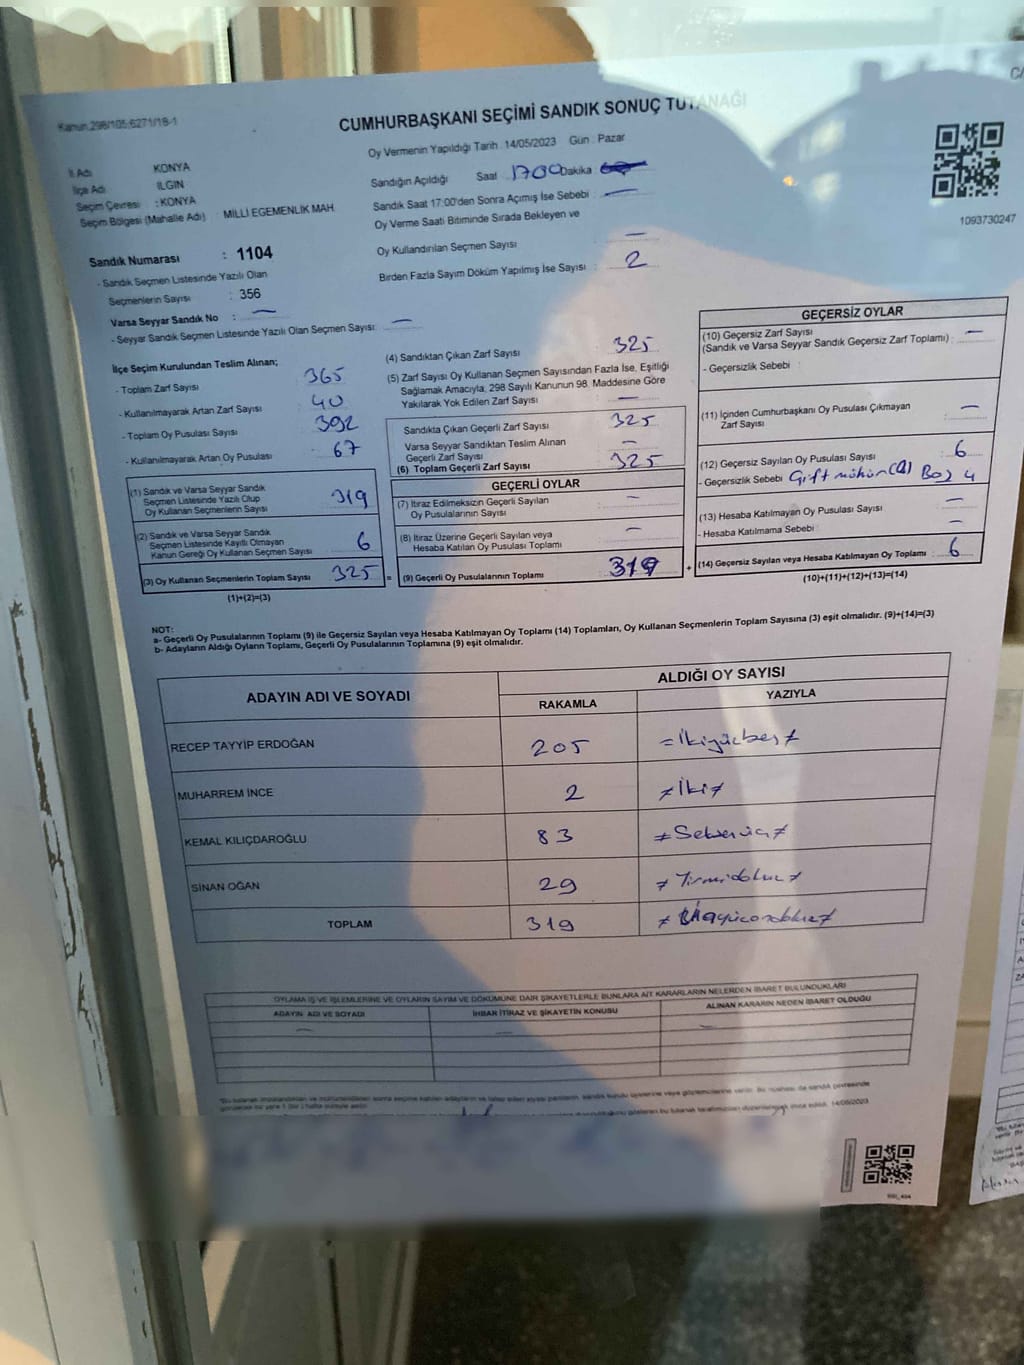 Kanun 298/105-6271/18-1
C/
CUMHURBAŞKANI SEÇİMİ SANDIK SONUÇ TUTANAĞI
Oy Vermenin Yapıldığı Tarih : 14/05/2023 Gün : Pazar
İl Adı KONYA
İlçe Adı ILGIN
Seçim Çevresi : KONYA
Seçim Bölgesi (Mahalle Adı) MİLLİ EGEMENLİK MAH.
Sandığın Açıldığı Saat 1700 Dakika
Sandık Saat 17:00'den Sonra Açımış İse Sebebi : —
Oy Verme Saati Bitiminde Sırada Bekleyen ve
Oy Kullandırılan Seçmen Sayısı : —
Birden Fazla Sayım Döküm Yapılmış İse Sayısı : 2
1093730247
Sandık Numarası : 1104
- Sandık Seçmen Listesinde Yazılı Olan
Seçmenlerin Sayısı : 356
Varsa Seyyar Sandık No : —
- Seyyar Sandık Seçmen Listesinde Yazılı Olan Seçmen Sayısı: —
İlçe Seçim Kurulundan Teslim Alınan;
- Toplam Zarf Sayısı 365
- Kullanılmayarak Artan Zarf Sayısı : 40
- Toplam Oy Pusulası Sayısı 392
- Kullanılmayarak Artan Oy Pusulası : 67
(1) Sandık ve Varsa Seyyar Sandık
Seçmen Listesinde Yazılı Olup
Oy Kullanan Seçmenlerin Sayısı 319
(2) Sandık ve Varsa Seyyar Sandık
Seçmen Listesinde Kayıtlı Olmayan
Kanun Gereği Oy Kullanan Seçmen Sayısı 6
(3) Oy Kullanan Seçmenlerin Toplam Sayısı 325
(1)+(2)=(3)
(4) Sandıktan Çıkan Zarf Sayısı : 325
(5) Zarf Sayısı Oy Kullanan Seçmen Sayısından Fazla İse, Eşitliği
Sağlamak Amacıyla, 298 Sayılı Kanunun 98. Maddesine Göre
Yakılarak Yok Edilen Zarf Sayısı : —
Sandıkta Çıkan Geçerli Zarf Sayısı : 325
Varsa Seyyar Sandıktan Teslim Alınan
Geçerli Zarf Sayısı : —
(6) Toplam Geçerli Zarf Sayısı : 325
GEÇERLİ OYLAR
(7) İtiraz Edilmeksizin Geçerli Sayılan
Oy Pusulalarının Sayısı : —
(8) İtiraz Üzerine Geçerli Sayılan veya
Hesaba Katılan Oy Pusulası Toplamı : —
= (9) Geçerli Oy Pusulalarının Toplamı : 319
GEÇERSİZ OYLAR
(10) Geçersiz Zarf Sayısı
(Sandık ve Varsa Seyyar Sandık Geçersiz Zarf Toplamı) : —
- Geçersizlik Sebebi :
(11) İçinden Cumhurbaşkanı Oy Pusulası Çıkmayan
Zarf Sayısı : —
(12) Geçersiz Sayılan Oy Pusulası Sayısı : 6
- Geçersizlik Sebebi Çift mühür (2) Boş 4
(13) Hesaba Katılmayan Oy Pusulası Sayısı : —
- Hesaba Katılmama Sebebi : —
+ (14) Geçersiz Sayılan veya Hesaba Katılmayan Oy Toplamı : 6
(10)+(11)+(12)+(13)=(14)
NOT:
a- Geçerli Oy Pusulalarının Toplamı (9) ile Geçersiz Sayılan veya Hesaba Katılmayan Oy Toplamı (14) Toplamları, Oy Kullanan Seçmenlerin Toplam Sayısına (3) eşit olmalıdır. (9)+(14)=(3)
b- Adayların Aldığı Oyların Toplamı, Geçerli Oy Pusulalarının Toplamına (9) eşit olmalıdır.
ADAYIN ADI VE SOYADI ALDIĞI OY SAYISI
RAKAMLA YAZIYLA
RECEP TAYYİP ERDOĞAN 205 =İkiyüzbeş≠
MUHARREM İNCE 2 ≠İki≠
KEMAL KILIÇDAROĞLU 83 ≠Seksenüç≠
SİNAN OĞAN 29 ≠Yirmidokuz≠
TOPLAM 319 ≠Üçyüzondokuz≠
OYLAMA İŞ VE İŞLEMLERİNE VE OYLARIN SAYIM VE DÖKÜMÜNE DAİR ŞİKAYETLERLE BUNLARA AİT KARARLARIN NELERDEN İBARET BULUNDUKLARI
ADAYIN ADI VE SOYADI İHBAR İTİRAZ VE ŞİKAYETİN KONUSU ALINAN KARARIN NEDEN İBARET OLDUĞU
— — —